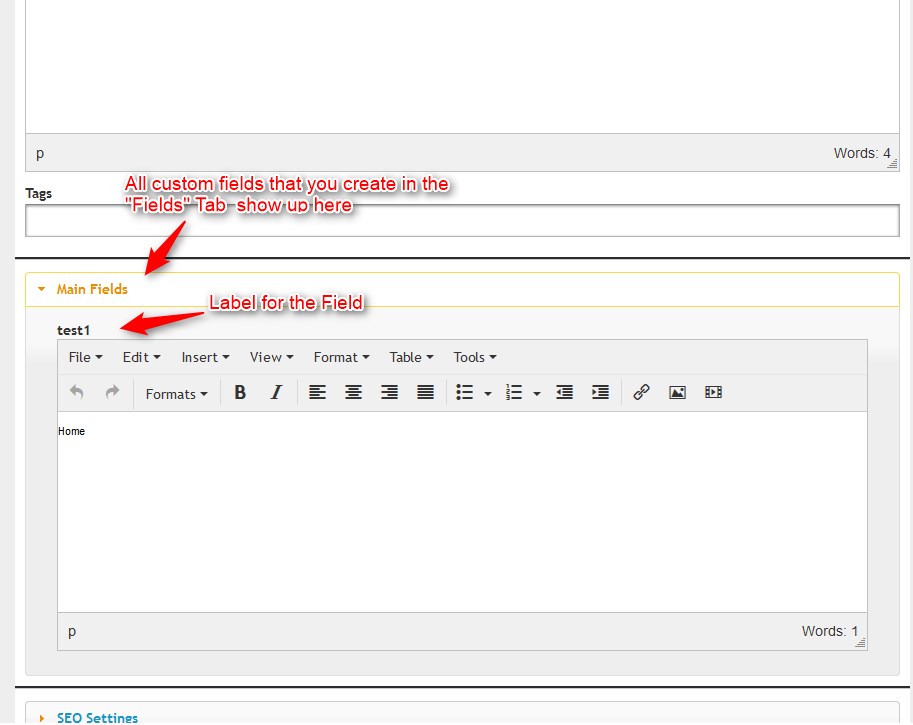 p Words: 4
Tags
All custom fields that you create in the
"Fields" Tab show up here
Main Fields
Label for the Field
test1
File Edit Insert View Format Table Tools
Formats B I
Home
p Words: 1
SEO Settings